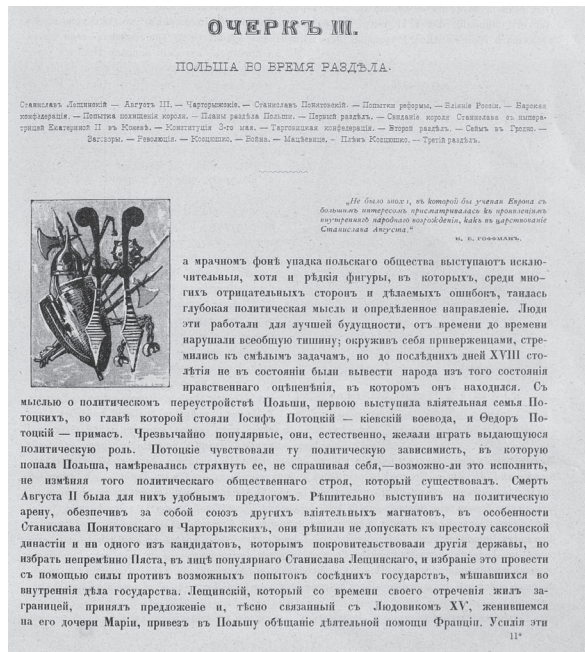 ОЧЕРКЪ III.
ПОЛЬША ВО ВРЕМЯ РАЗДѢЛА.
Станиславъ Лещинскій — Августъ III. — Чарторыжскіе. — Станиславъ Понятовскій. — Попытки реформы. — Вліяніе Россіи. — Барская
конфедерація. — Попытка похищенія короля. — Планы раздѣла Польши. — Первый раздѣлъ. — Свиданіе короля Станислава съ импера-
трицей Екатериной II въ Каневѣ. — Конституція 3-го мая. — Тарговицкая конфедерація. — Второй раздѣлъ. — Сеймъ въ Гродно. —
Заговоры. — Революція. — Косцюшко. — Война. — Мацѣевице. — Плѣнъ Косцюшко. — Третій раздѣлъ.
„Не было эпохи, въ которой бы ученая Европа съ
большимъ интересомъ присматривалась къ проявленіямъ
внутренняго народнаго возрожденія, какъ въ царствованіе
Станислава Августа.“
ГОФФМАНЪ.
а мрачномъ фонѣ упадка польскаго общества выступаютъ исклю-
чительныя, хотя и рѣдкія фигуры, въ которыхъ, среди мно-
гихъ отрицательныхъ сторонъ и дѣлаемыхъ ошибокъ, таилась
глубокая политическая мысль и опредѣленное направленіе. Люди
эти работали для лучшей будущности, отъ времени до времени
нарушали всеобщую тишину; окруживъ себя приверженцами, стре-
мились къ смѣлымъ задачамъ, но до послѣднихъ дней XVIII сто-
лѣтія не въ состояніи были вывести народа изъ того состоянія
нравственнаго оцѣпененія, въ которомъ онъ находился. Съ
мыслью о политическомъ переустройствѣ Польши, первою выступила вліятельная семья По-
тоцкихъ, во главѣ которой стояли Іосифъ Потоцкій — кіевскій воевода, и Ѳедоръ По-
тоцкій — примасъ. Чрезвычайно популярные, они, естественно, желали играть выдающуюся
политическую роль. Потоцкіе чувствовали ту политическую зависимость, въ которую
попала Польша, намѣревались стряхнуть ее, не спрашивая себя,—возможно-ли это исполнить,
не измѣняя того политическаго общественнаго строя, который существовалъ. Смерть
Августа II была для нихъ удобнымъ предлогомъ. Рѣшительно выступивъ на политическую
арену, обезпечивъ за собой союзъ другихъ вліятельныхъ магнатовъ, въ особенности
Станислава Понятовскаго и Чарторыжскихъ, они рѣшили не допускать къ престолу саксонской
династіи и ни одного изъ кандидатовъ, которымъ покровительствовали другія державы, но
избрать непремѣнно Пяста, въ лицѣ популярнаго Станислава Лещинскаго, и избраніе это провести
съ помощью силы противъ возможныхъ попытокъ сосѣднихъ государствъ, мѣшавшихся во
внутреннія дѣла государства. Лещинскій, который со времени своего отреченія жилъ за-
границей, принялъ предложеніе и, тѣсно связанный съ Людовикомъ XV, женившемся
на его дочери Маріи, привезъ въ Польшу обѣщаніе дѣятельной помощи Франціи. Усилія эти
11*